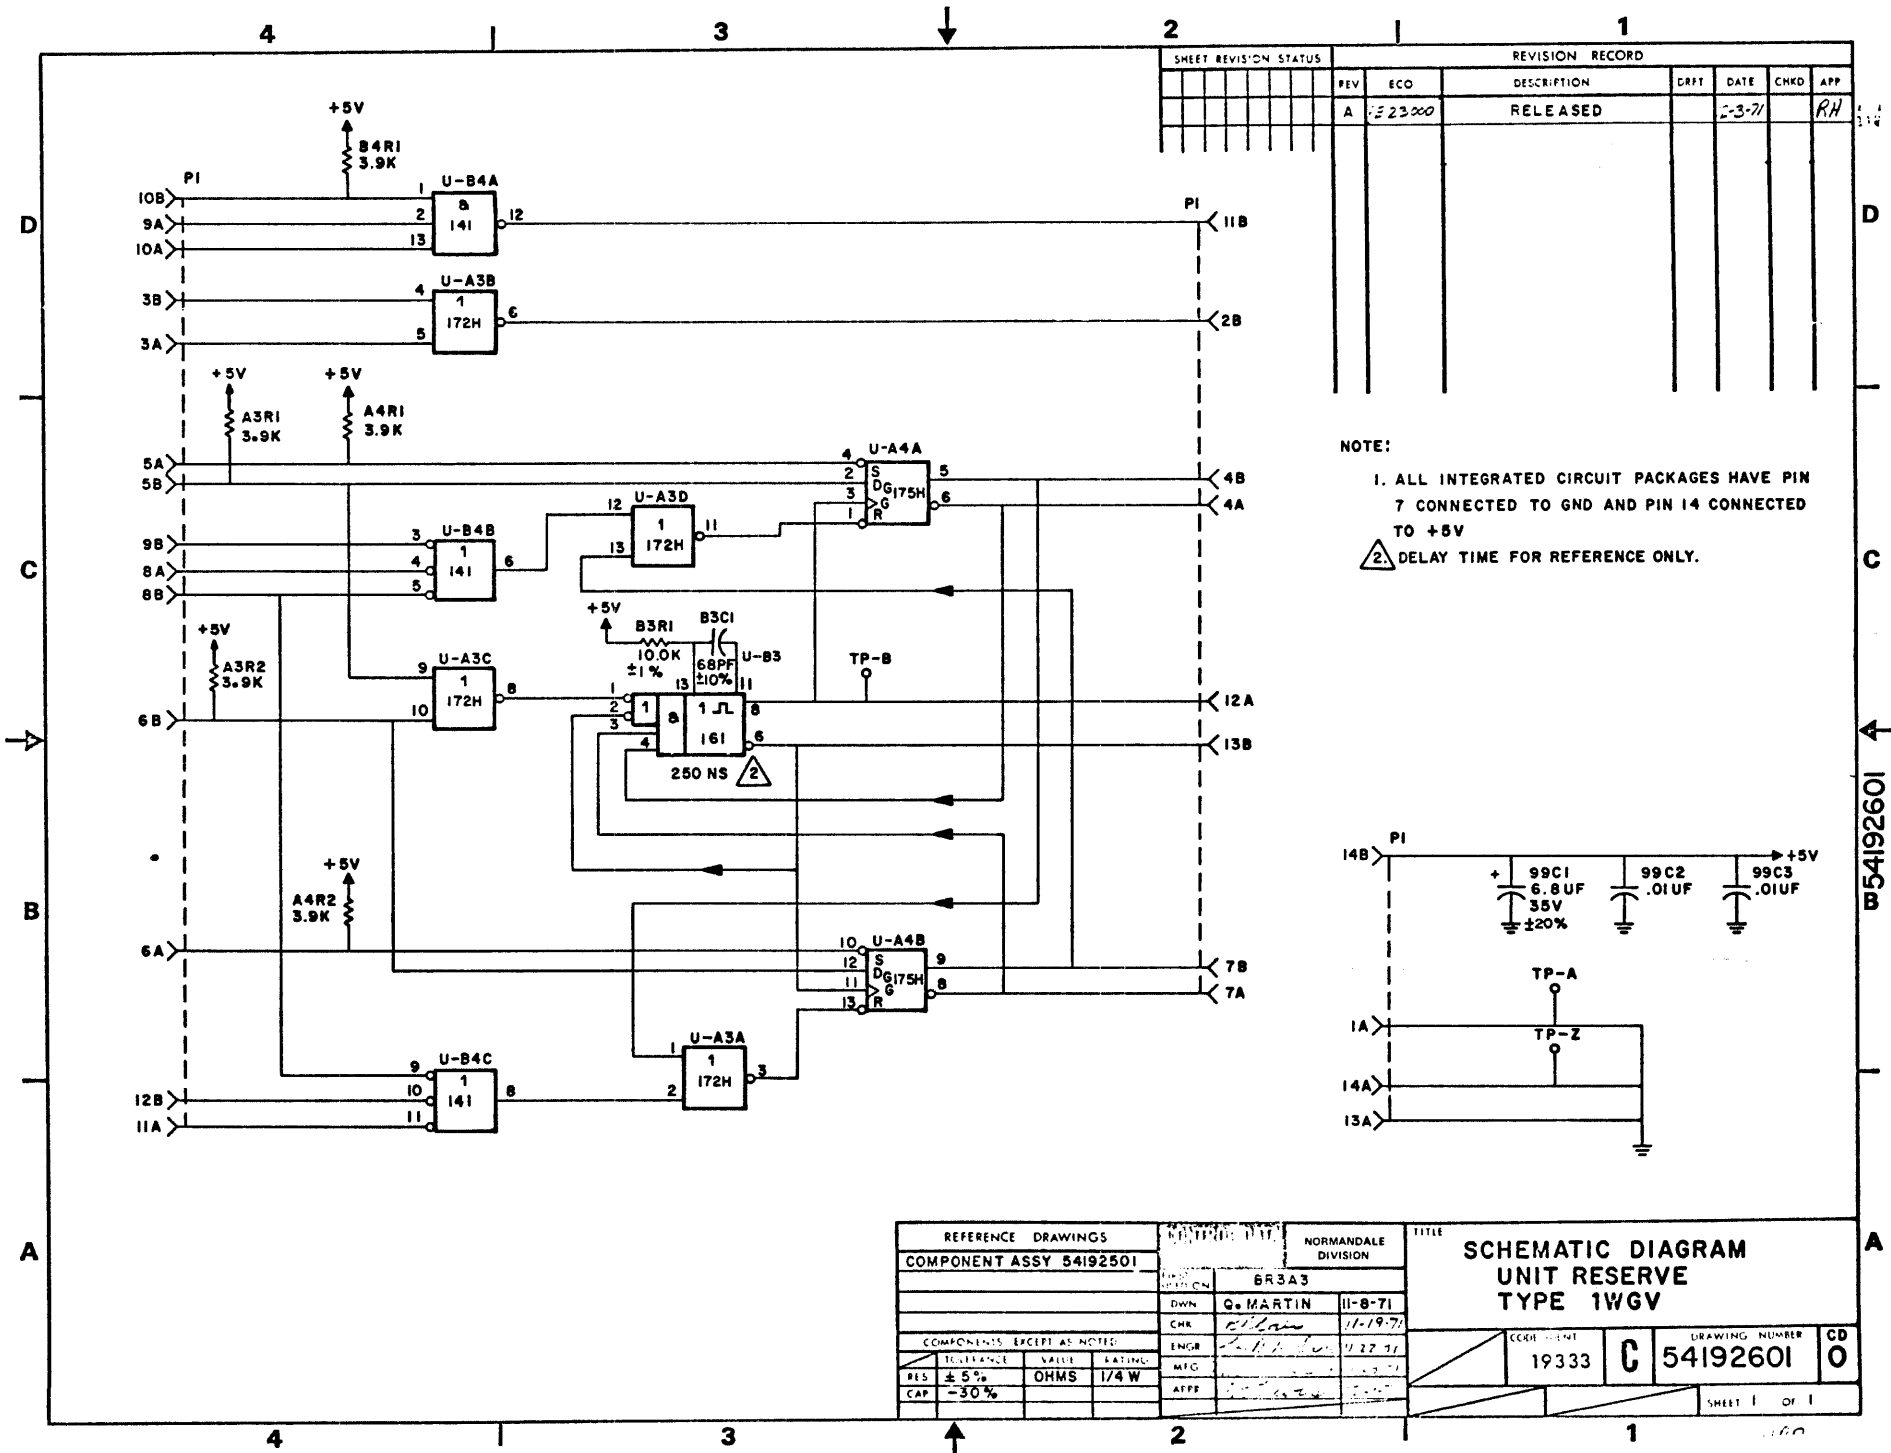 4 3 2 1
SHEET REVISION STATUS
REVISION RECORD
REV ECO DESCRIPTION DRFT DATE CHKD APP
A RELEASED RH
D
D
+5V
B4R1
3.9K
P1
U-B4A
10B 1
&
9A 2 141 12
10A 13
P1
11B
U-A3B
3B 4 1
172H 6
3A 5
2B
+5V +5V
A3R1
3.9K
A4R1
3.9K
U-A4A
5A 4 S
5B 2 DG 175H 5 4B
3 G 6 4A
1 R
U-A3D
12 1
172H 11
13
NOTE:
1. ALL INTEGRATED CIRCUIT PACKAGES HAVE PIN
7 CONNECTED TO GND AND PIN 14 CONNECTED
TO +5V
2. DELAY TIME FOR REFERENCE ONLY.
C
C
U-B4B
9B 3 1
8A 4 141 6
8B 5
+5V
B3R1
10.0K
±1%
B3C1
68PF
±10%
U-B3
13 11
TP-B
+5V
A3R2
3.9K
U-A3C
9 1
172H 8
6B 10
1 1 & 1 8
2
3
4 161 6
250 NS 2
12A
13B
54192601
B
B
+5V
A4R2
3.9K
U-A4B
6A 10 S
12 DG 175H 9 7B
11 G 8 7A
13 R
U-A3A
1 1
172H 3
2
U-B4C
9 1
12B 10 141 8
11A 11
P1
14B +5V
+ 99C1
6.8UF
35V
±20%
99C2
.01UF
99C3
.01UF
TP-A
1A
TP-Z
14A
13A
A
A
REFERENCE DRAWINGS
COMPONENT ASSY 54192501
COMPONENTS EXCEPT AS NOTED
TOLERANCE VALUE RATING
RES ±5% OHMS 1/4 W
CAP -30%
NORMANDALE
DIVISION
BR3A3
DWN Q. MARTIN 11-8-71
CHK 11-19-71
ENGR
MFG
APPR
TITLE
SCHEMATIC DIAGRAM
UNIT RESERVE
TYPE 1WGV
CODE IDENT
19333
C
DRAWING NUMBER
54192601
CD
0
SHEET 1 OF 1
4 3 2 1